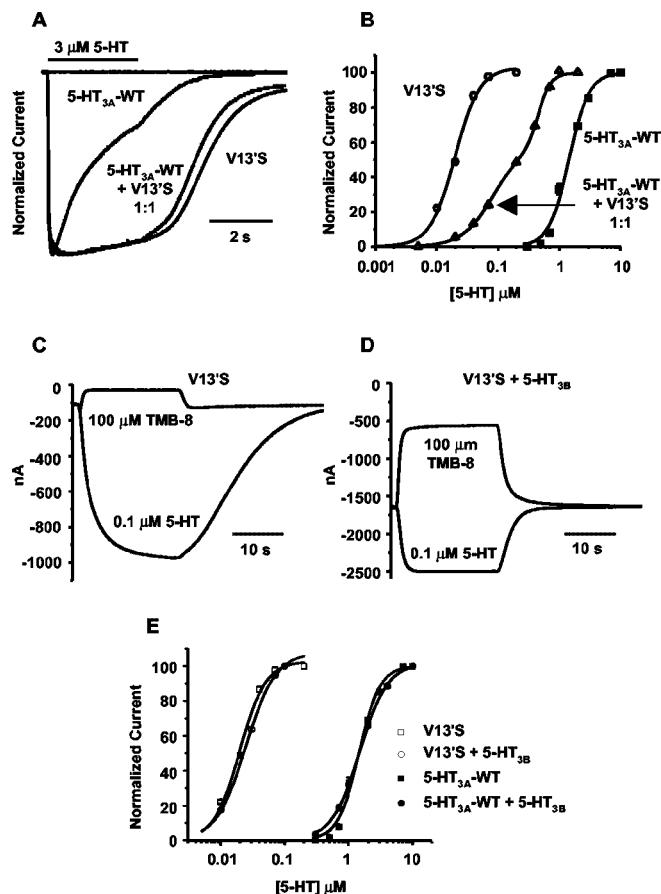 A
3 μM 5-HT
Normalized Current
5-HT3A-WT
5-HT3A-WT
+ V13'S
1:1
V13'S
2 s
B
Normalized Current
100
80
60
40
20
0
V13'S
5-HT3A-WT
5-HT3A-WT
+ V13'S
1:1
0.001 0.01 0.1 1 10
[5-HT] μM
C
V13'S
nA
0
-200
-400
-600
-800
-1000
100 μM TMB-8
0.1 μM 5-HT
10 s
D
V13'S + 5-HT3B
nA
0
-500
-1000
-1500
-2000
-2500
100 μm
TMB-8
0.1 μM 5-HT
10 s
E
Normalized Current
100
80
60
40
20
0
V13'S
V13'S + 5-HT3B
5-HT3A-WT
5-HT3A-WT + 5-HT3B
0.01 0.1 1 10
[5-HT] μM